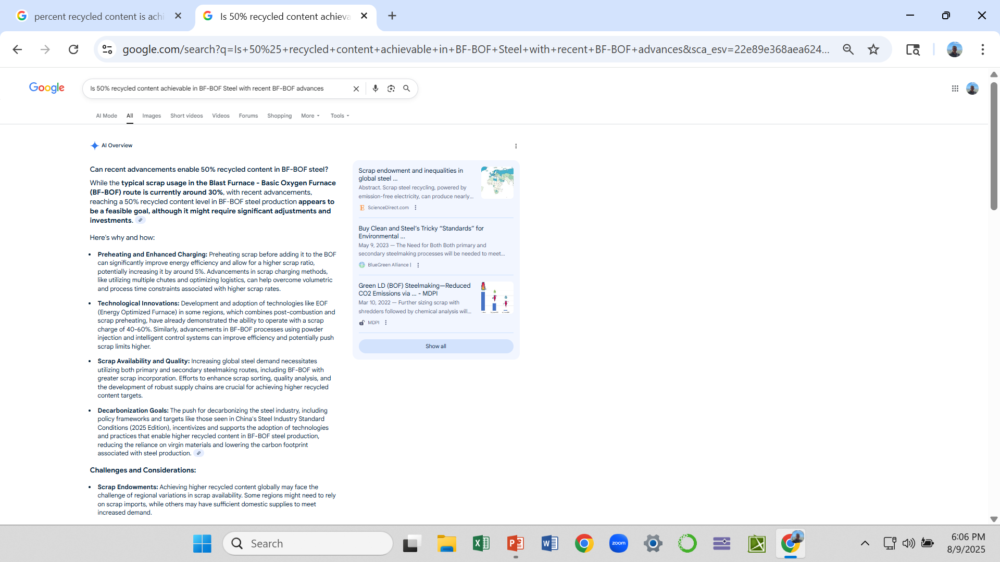 percent recycled content is achi
Is 50% recycled content achieva
google.com/search?q=Is+50%25+recycled+content+achievable+in+BF-BOF+Steel+with+recent+BF-BOF+advances&sca_esv=22e89e368aea624...
Google
Is 50% recycled content achievable in BF-BOF Steel with recent BF-BOF advances
AI Mode
All
Images
Short videos
Videos
Forums
Shopping
More
Tools
AI Overview
Can recent advancements enable 50% recycled content in BF-BOF steel?
While the typical scrap usage in the Blast Furnace - Basic Oxygen Furnace
(BF-BOF) route is currently around 30%, with recent advancements,
reaching a 50% recycled content level in BF-BOF steel production appears to
be a feasible goal, although it might require significant adjustments and
investments.
Here's why and how:
• Preheating and Enhanced Charging: Preheating scrap before adding it to the BOF
can significantly improve energy efficiency and allow for a higher scrap ratio,
potentially increasing it by around 5%. Advancements in scrap charging methods,
like utilizing multiple chutes and optimizing logistics, can help overcome volumetric
and process time constraints associated with higher scrap rates.
• Technological Innovations: Development and adoption of technologies like EOF
(Energy Optimized Furnace) in some regions, which combines post-combustion and
scrap preheating, have already demonstrated the ability to operate with a scrap
charge of 40-60%. Similarly, advancements in BF-BOF processes using powder
injection and intelligent control systems can improve efficiency and potentially push
scrap limits higher.
• Scrap Availability and Quality: Increasing global steel demand necessitates
utilizing both primary and secondary steelmaking routes, including BF-BOF with
greater scrap incorporation. Efforts to enhance scrap sorting, quality analysis, and
the development of robust supply chains are crucial for achieving higher recycled
content targets.
• Decarbonization Goals: The push for decarbonizing the steel industry, including
policy frameworks and targets like those seen in China's Steel Industry Standard
Conditions (2025 Edition), incentivizes and supports the adoption of technologies
and practices that enable higher recycled content in BF-BOF steel production,
reducing the reliance on virgin materials and lowering the carbon footprint
associated with steel production.
Challenges and Considerations:
• Scrap Endowments: Achieving higher recycled content globally may face the
challenge of regional variations in scrap availability. Some regions might need to rely
on scrap imports, while others may have sufficient domestic supplies to meet
increased demand.
Scrap endowment and inequalities in
global steel ...
Abstract. Scrap steel recycling, powered by
emission-free electricity, can produce nearly...
ScienceDirect.com
Buy Clean and Steel's Tricky “Standards” for
Environmental ...
May 9, 2023 — The Need for Both Both primary and
secondary steelmaking processes will be needed to meet...
BlueGreen Alliance |
Green LD (BOF) Steelmaking—Reduced
CO2 Emissions via ... - MDPI
Mar 10, 2022 — Further sizing scrap with
shredders followed by chemical analysis will...
MDPI
Show all
Search
zoom
6:06 PM
8/9/2025